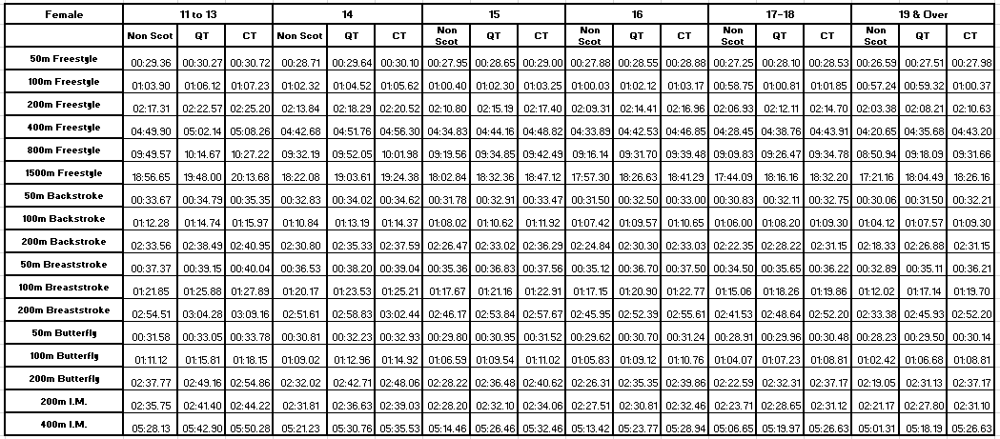 Female 11 to 13 14 15 16 17-18 19 & Over
Non Scot QT CT Non Scot QT CT Non Scot QT CT Non Scot QT CT Non Scot QT CT Non Scot QT CT
50m Freestyle 00:29.36 00:30.27 00:30.72 00:28.71 00:29.64 00:30.10 00:27.95 00:28.65 00:29.00 00:27.88 00:28.55 00:28.88 00:27.25 00:28.10 00:28.53 00:26.59 00:27.51 00:27.98
100m Freestyle 01:03.90 01:06.12 01:07.23 01:02.32 01:04.52 01:05.62 01:00.40 01:02.30 01:03.25 01:00.03 01:02.12 01:03.17 00:58.75 01:00.81 01:01.85 00:57.24 00:59.32 01:00.37
200m Freestyle 02:17.31 02:22.57 02:25.20 02:13.84 02:18.29 02:20.52 02:10.80 02:15.19 02:17.40 02:09.31 02:14.41 02:16.96 02:06.93 02:12.11 02:14.70 02:03.38 02:08.21 02:10.63
400m Freestyle 04:49.90 05:02.14 05:08.26 04:42.68 04:51.76 04:56.30 04:34.83 04:44.16 04:48.82 04:33.89 04:42.53 04:46.85 04:28.45 04:38.76 04:43.91 04:20.65 04:35.68 04:43.20
800m Freestyle 09:49.57 10:14.67 10:27.22 09:32.19 09:52.05 10:01.98 09:19.56 09:34.85 09:42.49 09:16.14 09:31.70 09:39.48 09:09.83 09:26.47 09:34.78 08:50.94 09:18.09 09:31.66
1500m Freestyle 18:56.65 19:48.00 20:13.68 18:22.08 19:03.61 19:24.38 18:02.84 18:32.36 18:47.12 17:57.30 18:26.63 18:41.29 17:44.09 18:16.16 18:32.20 17:21.16 18:04.49 18:26.16
50m Backstroke 00:33.67 00:34.79 00:35.35 00:32.83 00:34.02 00:34.62 00:31.78 00:32.91 00:33.47 00:31.50 00:32.50 00:33.00 00:30.83 00:32.11 00:32.75 00:30.06 00:31.50 00:32.21
100m Backstroke 01:12.28 01:14.74 01:15.97 01:10.84 01:13.19 01:14.37 01:08.02 01:10.62 01:11.92 01:07.42 01:09.57 01:10.65 01:06.00 01:08.20 01:09.30 01:04.12 01:07.57 01:09.30
200m Backstroke 02:33.56 02:38.49 02:40.95 02:30.80 02:35.33 02:37.59 02:26.47 02:33.02 02:36.29 02:24.84 02:30.30 02:33.03 02:22.35 02:28.22 02:31.15 02:18.33 02:26.88 02:31.15
50m Breaststroke 00:37.37 00:39.15 00:40.04 00:36.53 00:38.20 00:39.04 00:35.36 00:36.83 00:37.56 00:35.12 00:36.70 00:37.50 00:34.50 00:35.65 00:36.22 00:32.89 00:35.11 00:36.21
100m Breaststroke 01:21.85 01:25.88 01:27.89 01:20.17 01:23.53 01:25.21 01:17.67 01:21.16 01:22.91 01:17.15 01:20.90 01:22.77 01:15.06 01:18.26 01:19.86 01:12.02 01:17.14 01:19.70
200m Breaststroke 02:54.51 03:04.28 03:09.16 02:51.61 02:58.83 03:02.44 02:46.17 02:53.84 02:57.67 02:45.95 02:52.39 02:55.61 02:41.53 02:48.64 02:52.20 02:33.38 02:45.93 02:52.20
50m Butterfly 00:31.58 00:33.05 00:33.78 00:30.81 00:32.23 00:32.93 00:29.80 00:30.95 00:31.52 00:29.62 00:30.70 00:31.24 00:28.91 00:29.96 00:30.48 00:28.23 00:29.50 00:30.14
100m Butterfly 01:11.12 01:15.81 01:18.15 01:09.02 01:12.96 01:14.92 01:06.59 01:09.54 01:11.02 01:05.83 01:09.12 01:10.76 01:04.07 01:07.23 01:08.81 01:02.42 01:06.68 01:08.81
200m Butterfly 02:37.77 02:49.16 02:54.86 02:32.02 02:42.71 02:48.06 02:28.22 02:36.48 02:40.62 02:26.31 02:35.35 02:39.86 02:22.59 02:32.31 02:37.17 02:19.05 02:31.13 02:37.17
200m I.M. 02:35.75 02:41.40 02:44.22 02:31.81 02:36.63 02:39.03 02:28.20 02:32.10 02:34.06 02:27.51 02:30.81 02:32.46 02:23.71 02:28.65 02:31.12 02:21.17 02:27.80 02:31.10
400m I.M. 05:28.13 05:42.90 05:50.28 05:21.23 05:30.76 05:35.53 05:14.46 05:26.46 05:32.46 05:13.42 05:23.77 05:28.94 05:06.65 05:19.97 05:26.63 05:01.31 05:18.19 05:26.63